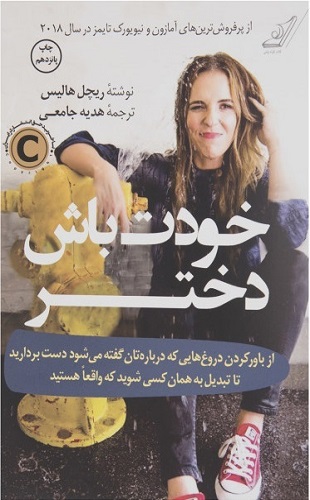 از پرفروش‌ترین‌های آمازون و نیویورک تایمز در سال ۲۰۱۸
چاپ
پانزدهم
نوشتهٔ ریچل هالیس
ترجمهٔ هدیه جامعی
C
خودت باش
دختر
از باور کردن دروغ‌هایی که درباره‌تان گفته می‌شود دست بردارید
تا تبدیل به همان کسی شوید که واقعاً هستید